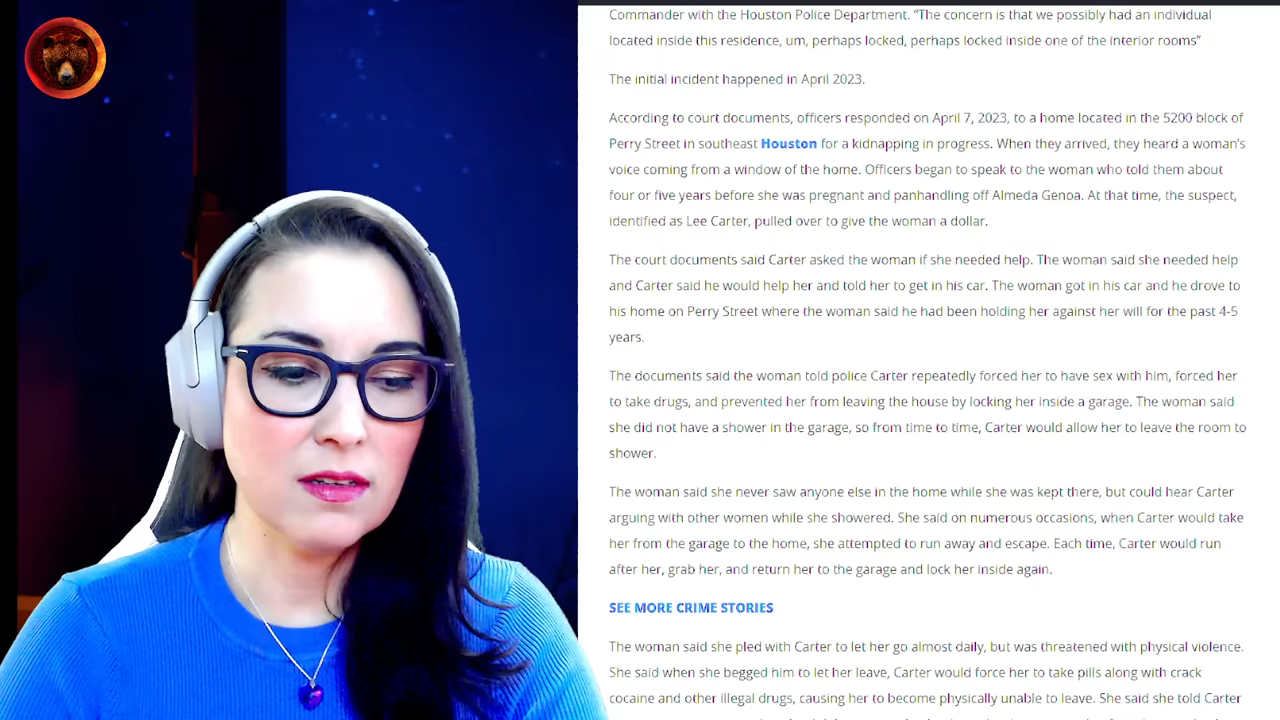 Commander with the Houston Police Department. “The concern is that we possibly had an individual
located inside this residence, um, perhaps locked, perhaps locked inside one of the interior rooms”
The initial incident happened in April 2023.
According to court documents, officers responded on April 7, 2023, to a home located in the 5200 block of
Perry Street in southeast Houston for a kidnapping in progress. When they arrived, they heard a woman’s
voice coming from a window of the home. Officers began to speak to the woman who told them about
four or five years before she was pregnant and panhandling off Almeda Genoa. At that time, the suspect,
identified as Lee Carter, pulled over to give the woman a dollar.
The court documents said Carter asked the woman if she needed help. The woman said she needed help
and Carter said he would help her and told her to get in his car. The woman got in his car and he drove to
his home on Perry Street where the woman said he had been holding her against her will for the past 4-5
years.
The documents said the woman told police Carter repeatedly forced her to have sex with him, forced her
to take drugs, and prevented her from leaving the house by locking her inside a garage. The woman said
she did not have a shower in the garage, so from time to time, Carter would allow her to leave the room to
shower.
The woman said she never saw anyone else in the home while she was kept there, but could hear Carter
arguing with other women while she showered. She said on numerous occasions, when Carter would take
her from the garage to the home, she attempted to run away and escape. Each time, Carter would run
after her, grab her, and return her to the garage and lock her inside again.
SEE MORE CRIME STORIES
The woman said she pled with Carter to let her go almost daily, but was threatened with physical violence.
She said when she begged him to let her leave, Carter would force her to take pills along with crack
cocaine and other illegal drugs, causing her to become physically unable to leave. She said she told Carter